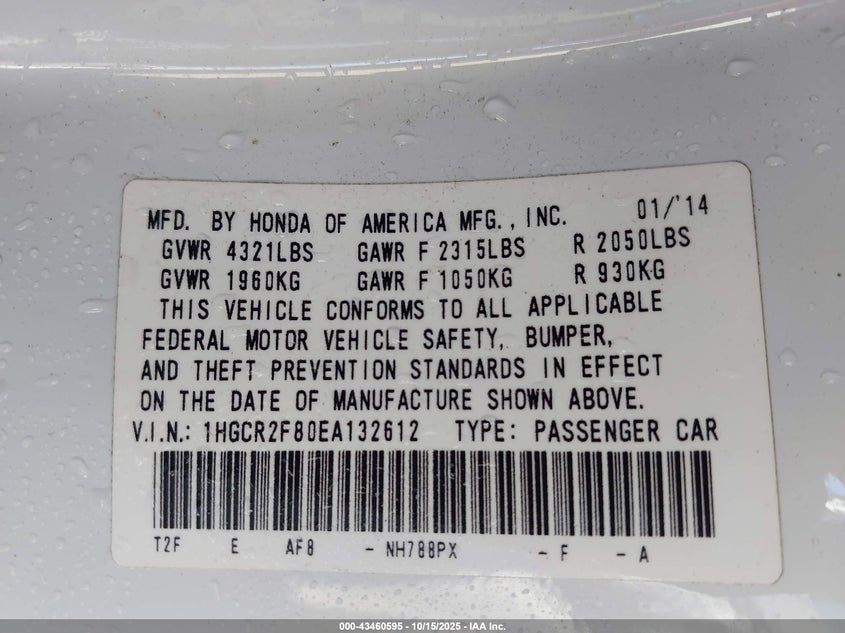 MFD. BY HONDA OF AMERICA MFG., INC. 01/'14
GVWR 4321LBS GAWR F 2315LBS R 2050LBS
GVWR 1960KG GAWR F 1050KG R 930KG
THIS VEHICLE CONFORMS TO ALL APPLICABLE
FEDERAL MOTOR VEHICLE SAFETY, BUMPER,
AND THEFT PREVENTION STANDARDS IN EFFECT
ON THE DATE OF MANUFACTURE SHOWN ABOVE.
V.I.N.: 1HGCR2F80EA132612 TYPE: PASSENGER CAR
T2F E AF8 - NH788PX - F - A
000-43460595 - 10/15/2025 - IAA Inc.